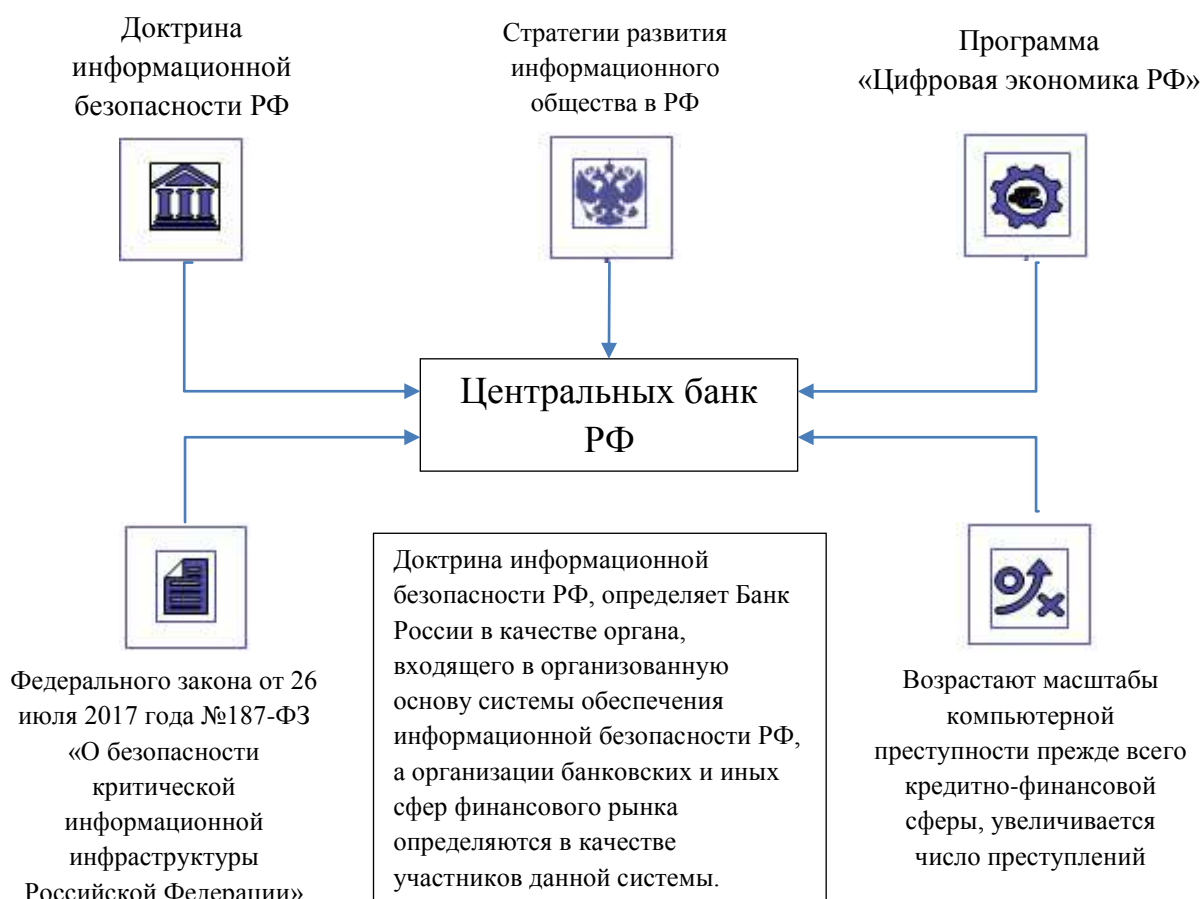 Доктрина
информационной
безопасности РФ
Стратегии развития
информационного
общества в РФ
Программа
«Цифровая экономика РФ»
Центральных банк
РФ
Федерального закона от 26
июля 2017 года №187-ФЗ
«О безопасности
критической
информационной
инфраструктуры
Российской Федерации»
Доктрина информационной
безопасности РФ, определяет Банк
России в качестве органа,
входящего в организованную
основу системы обеспечения
информационной безопасности РФ,
а организации банковских и иных
сфер финансового рынка
определяются в качестве
участников данной системы.
Возрастают масштабы
компьютерной
преступности прежде всего
кредитно-финансовой
сферы, увеличивается
число преступлений